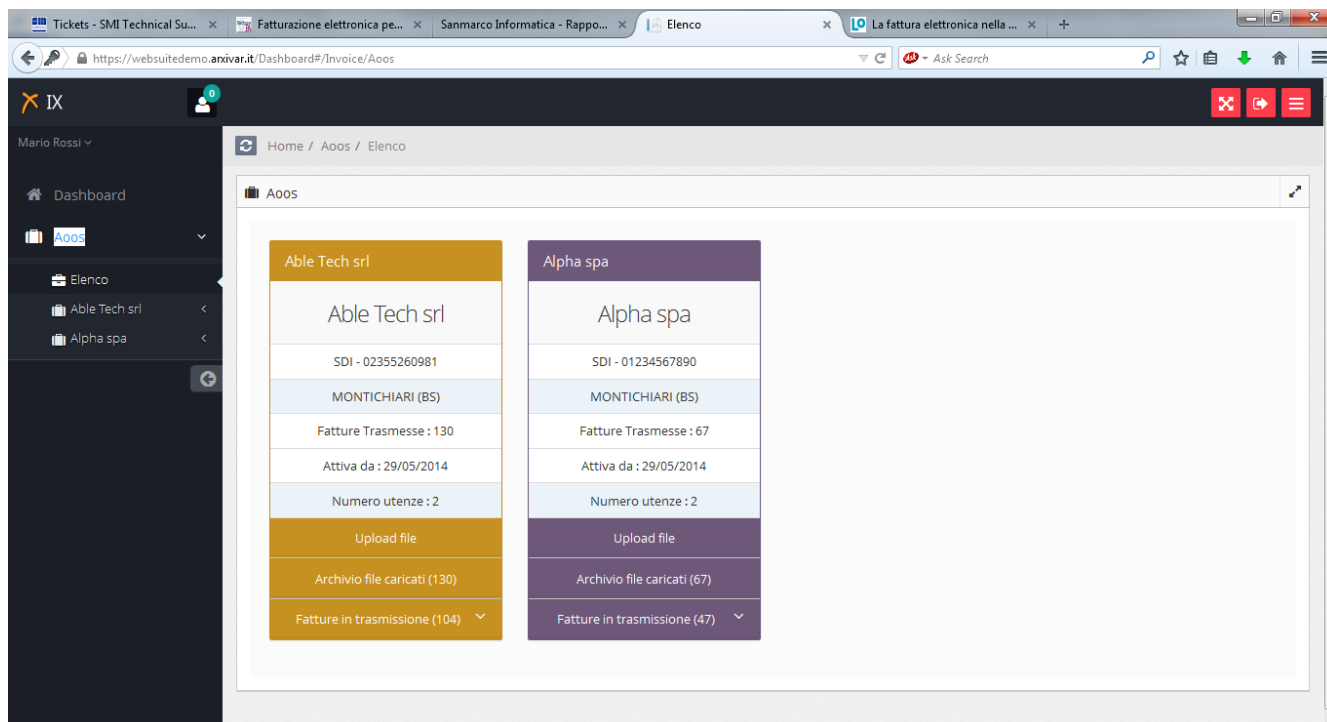 Tickets - SMI Technical Su...
Fatturazione elettronica pe...
Sanmarco Informatica - Rappo...
Elenco
La fattura elettronica nella ...
https://websuitedemo.arxivar.it/Dashboard#/Invoice/Aoos
Ask
Ask Search
IX
0
Mario Rossi
Home / Aoos / Elenco
Dashboard
Aoos
Elenco
Able Tech srl
Alpha spa
Aoos
Able Tech srl
Able Tech srl
SDI - 02355260981
MONTICHIARI (BS)
Fatture Trasmesse : 130
Attiva da : 29/05/2014
Numero utenze : 2
Upload file
Archivio file caricati (130)
Fatture in trasmissione (104)
Alpha spa
Alpha spa
SDI - 01234567890
MONTICHIARI (BS)
Fatture Trasmesse : 67
Attiva da : 29/05/2014
Numero utenze : 2
Upload file
Archivio file caricati (67)
Fatture in trasmissione (47)